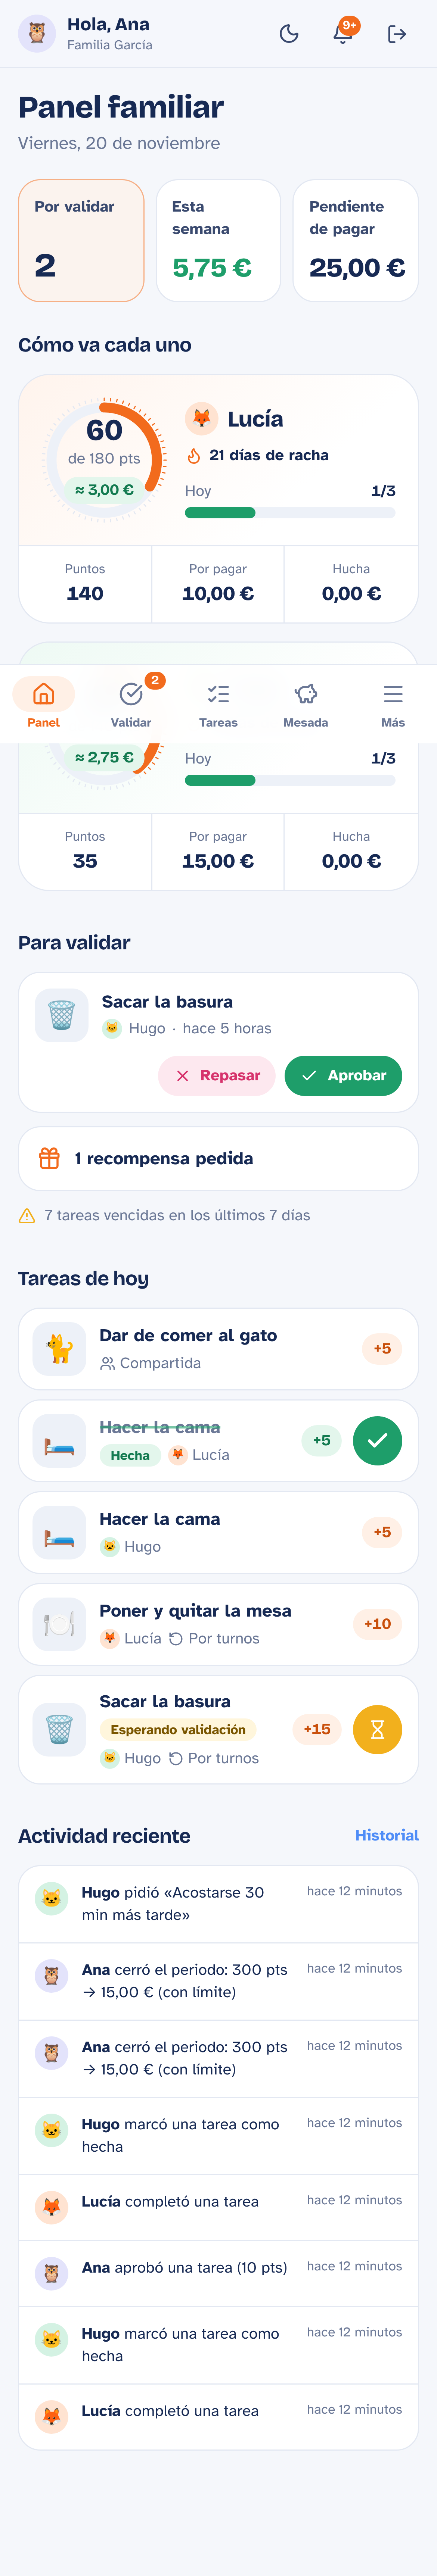 Hola, Ana
Familia García
9+
Panel familiar
Viernes, 20 de noviembre
Por validar
2
Esta
semana
5,75 €
Pendiente
de pagar
25,00 €
Cómo va cada uno
60
de 180 pts
≈ 3,00 €
Lucía
21 días de racha
Hoy 1/3
Puntos
140
Por pagar
10,00 €
Hucha
0,00 €
2
Panel
Validar
Tareas
Mesada
Más
≈ 2,75 €
Hoy 1/3
Puntos
35
Por pagar
15,00 €
Hucha
0,00 €
Para validar
Sacar la basura
Hugo · hace 5 horas
Repasar
Aprobar
1 recompensa pedida
7 tareas vencidas en los últimos 7 días
Tareas de hoy
Dar de comer al gato
Compartida
+5
Hacer la cama
Hecha Lucía
+5
Hacer la cama
Hugo
+5
Poner y quitar la mesa
Lucía Por turnos
+10
Sacar la basura
Esperando validación
Hugo Por turnos
+15
Actividad reciente
Historial
Hugo pidió «Acostarse 30
min más tarde»
hace 12 minutos
Ana cerró el periodo: 300 pts
→ 15,00 € (con límite)
hace 12 minutos
Ana cerró el periodo: 300 pts
→ 15,00 € (con límite)
hace 12 minutos
Hugo marcó una tarea como
hecha
hace 12 minutos
Lucía completó una tarea
hace 12 minutos
Ana aprobó una tarea (10 pts)
hace 12 minutos
Hugo marcó una tarea como
hecha
hace 12 minutos
Lucía completó una tarea
hace 12 minutos